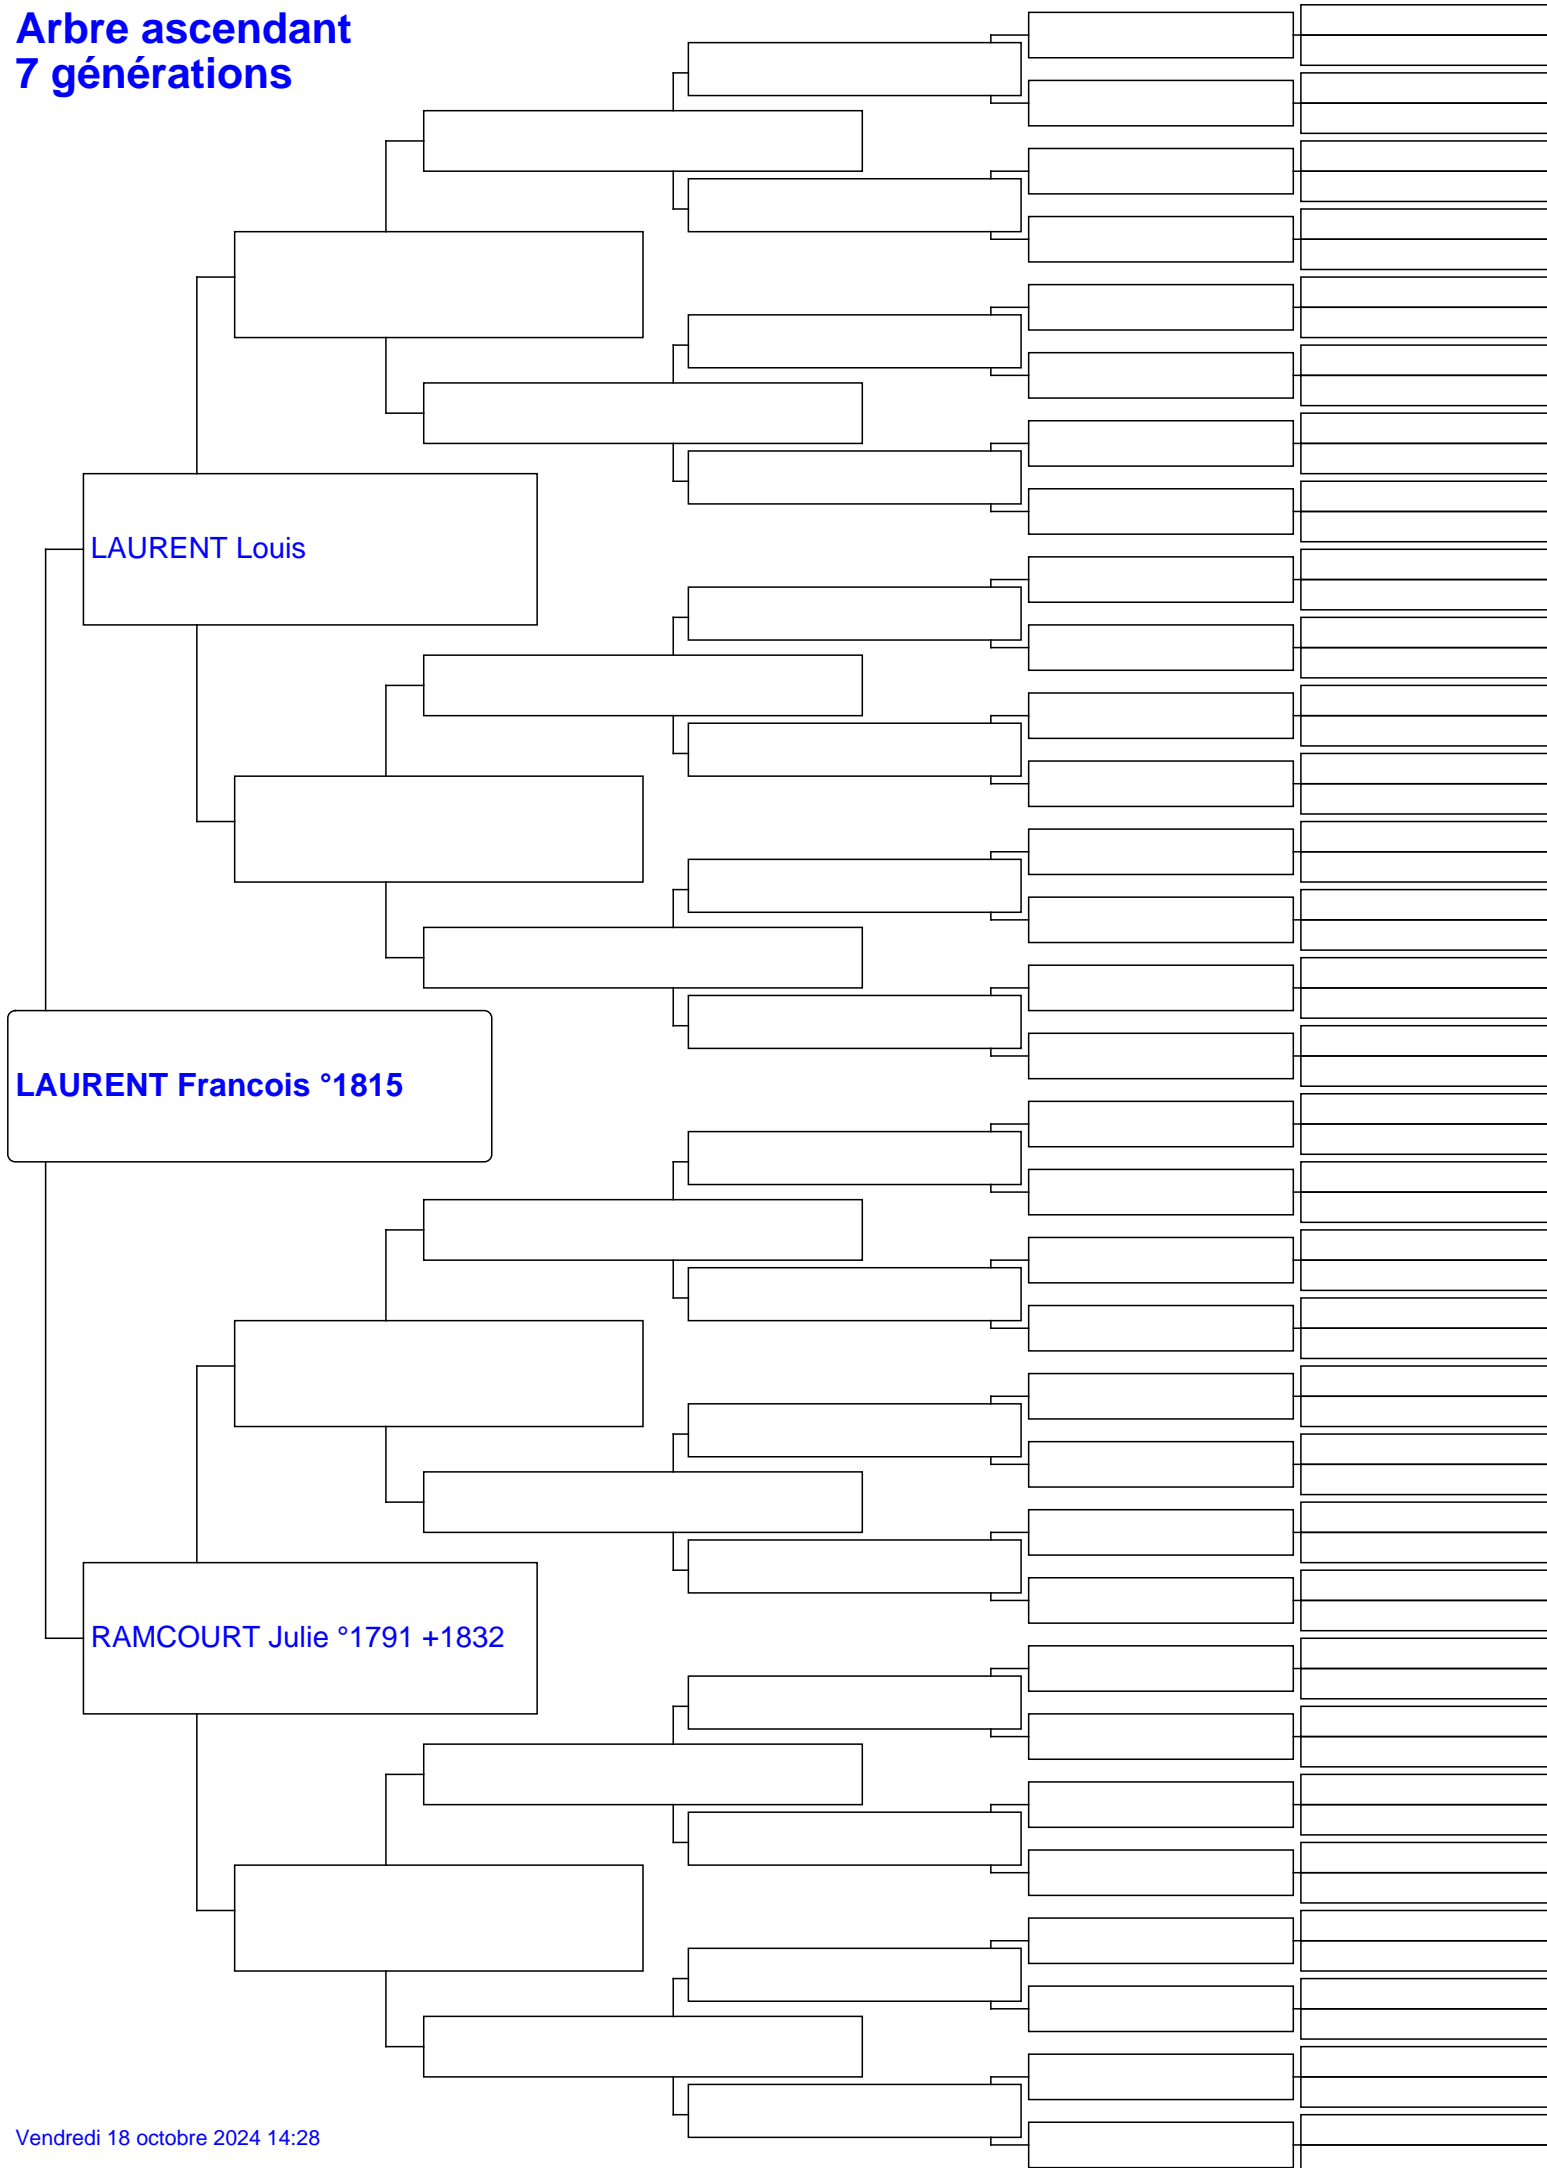 Arbre ascendant
7 générations
LAURENT Louis
LAURENT Francois °1815
RAMCOURT Julie °1791 +1832
Vendredi 18 octobre 2024 14:28